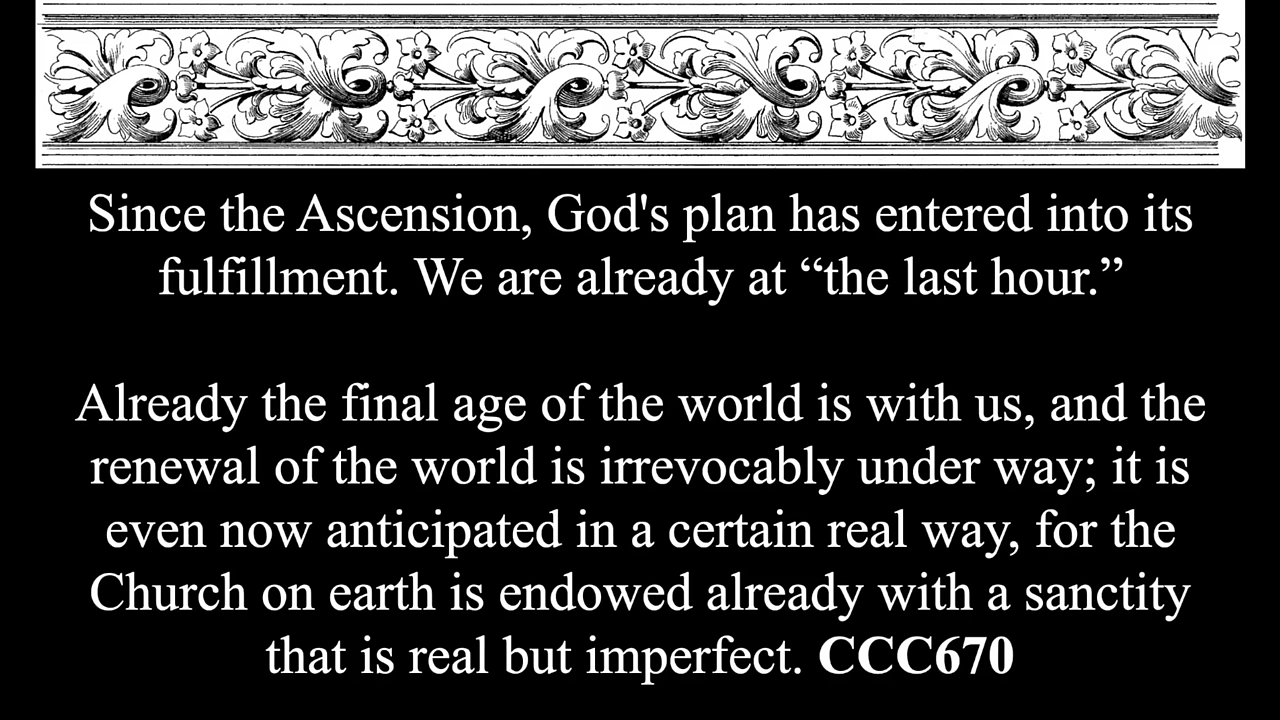 Since the Ascension, God's plan has entered into its
fulfillment. We are already at “the last hour.”
Already the final age of the world is with us, and the
renewal of the world is irrevocably under way; it is
even now anticipated in a certain real way, for the
Church on earth is endowed already with a sanctity
that is real but imperfect. CCC670